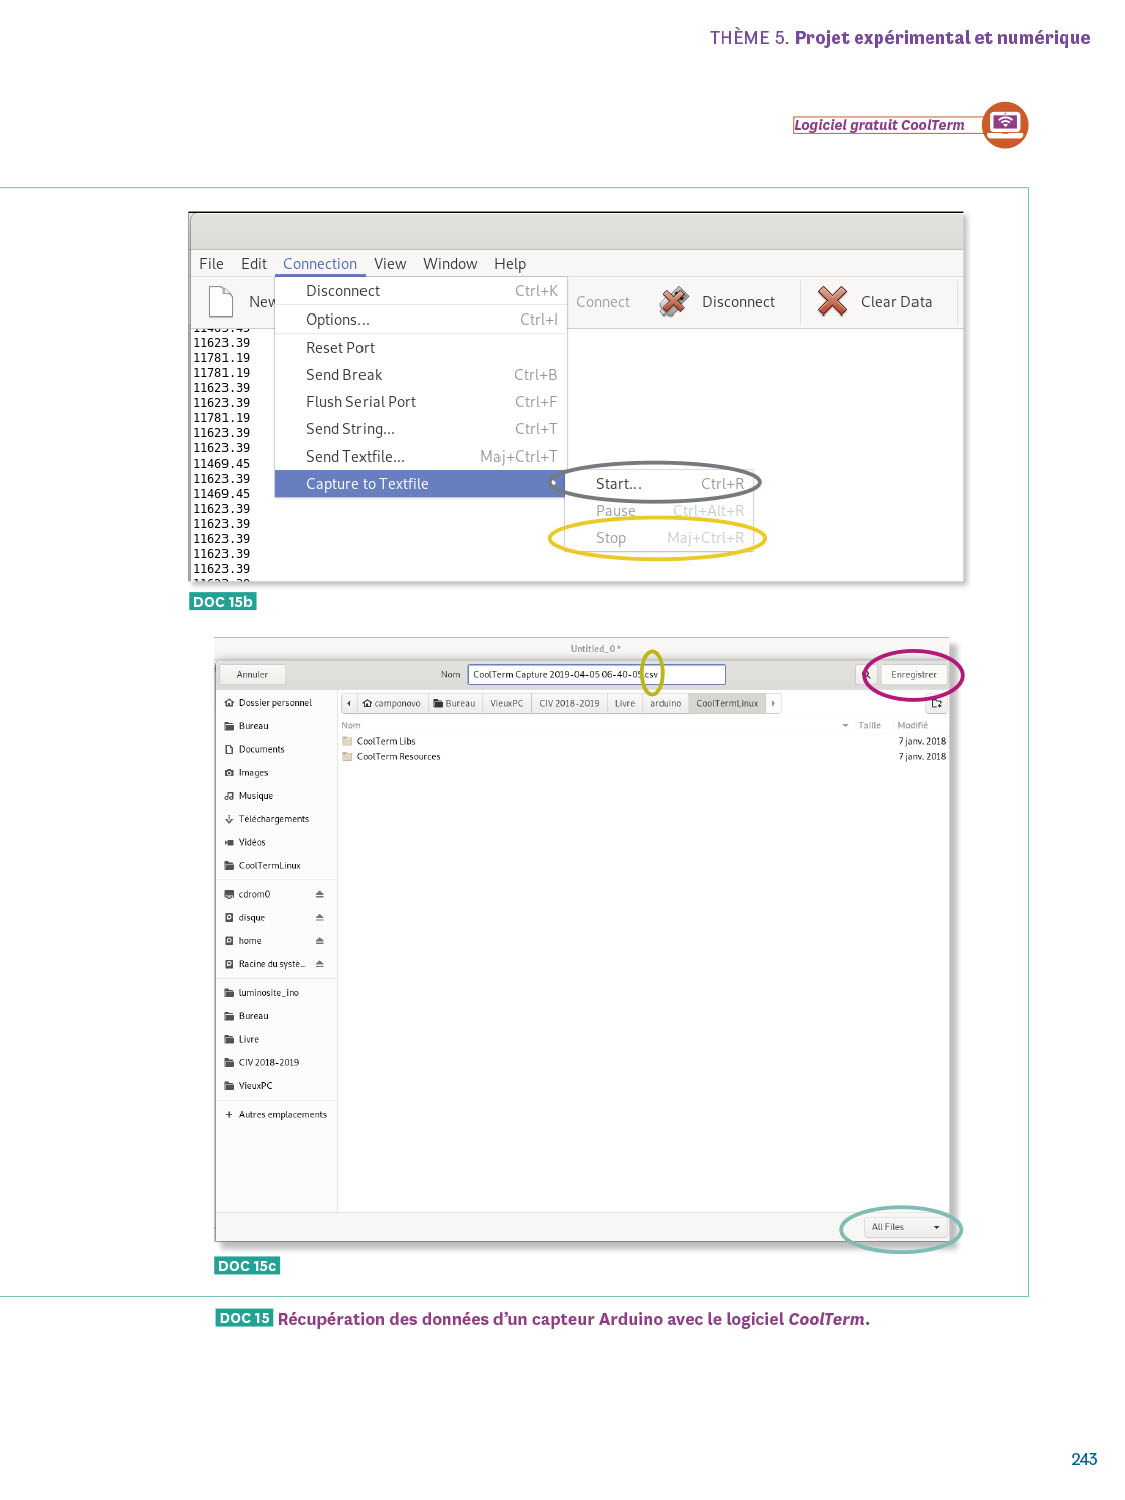 THÈME 5. Projet expérimental et numérique
Logiciel gratuit CoolTerm
File Edit Connection View Window Help
New
Connect
Disconnect
Clear Data
Disconnect Ctrl+K
Options... Ctrl+I
Reset Port
Send Break Ctrl+B
Flush Serial Port Ctrl+F
Send String... Ctrl+T
Send Textfile... Maj+Ctrl+T
Capture to Textfile
Start... Ctrl+R
Pause Ctrl+Alt+R
Stop Maj+Ctrl+R
11623.39
11781.19
11781.19
11623.39
11623.39
11781.19
11623.39
11623.39
11469.45
11623.39
11469.45
11623.39
11623.39
11623.39
11623.39
11623.39
DOC 15b
Untitled_0 *
Annuler
Nom CoolTerm Capture 2019-04-05 06-40-05.csv
Enregistrer
camponovo Bureau VieuxPC CIV 2018-2019 Livre arduino CoolTermLinux
Nom Taille Modifié
CoolTerm Libs 7 janv. 2018
CoolTerm Resources 7 janv. 2018
Dossier personnel
Bureau
Documents
Images
Musique
Téléchargements
Vidéos
CoolTermLinux
cdrom0
disque
home
Racine du systè...
luminosite_ino
Bureau
Livre
CIV 2018-2019
VieuxPC
+ Autres emplacements
All Files
DOC 15c
DOC 15 Récupération des données d'un capteur Arduino avec le logiciel CoolTerm.
243